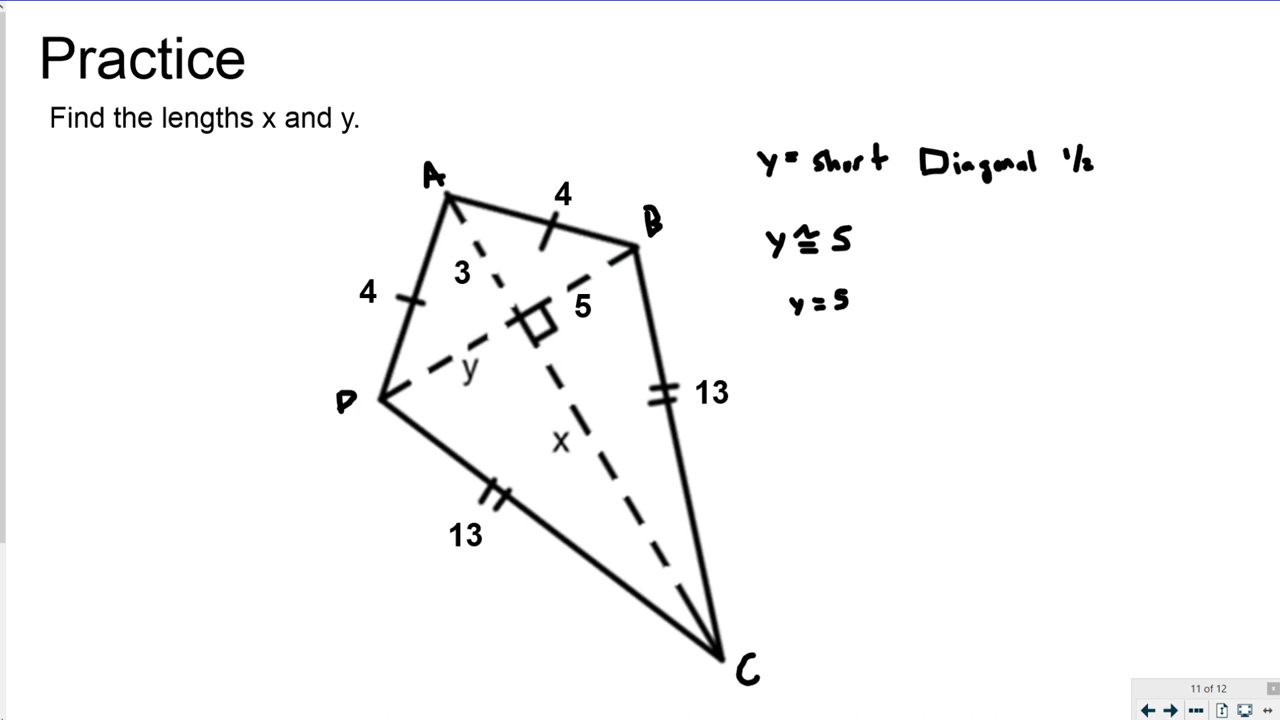 Practice
Find the lengths x and y.
y = short Diagonal 1/2
A
4
B
y ≅ 5
3
4
5
y = 5
y
D
13
x
13
C
11 of 12